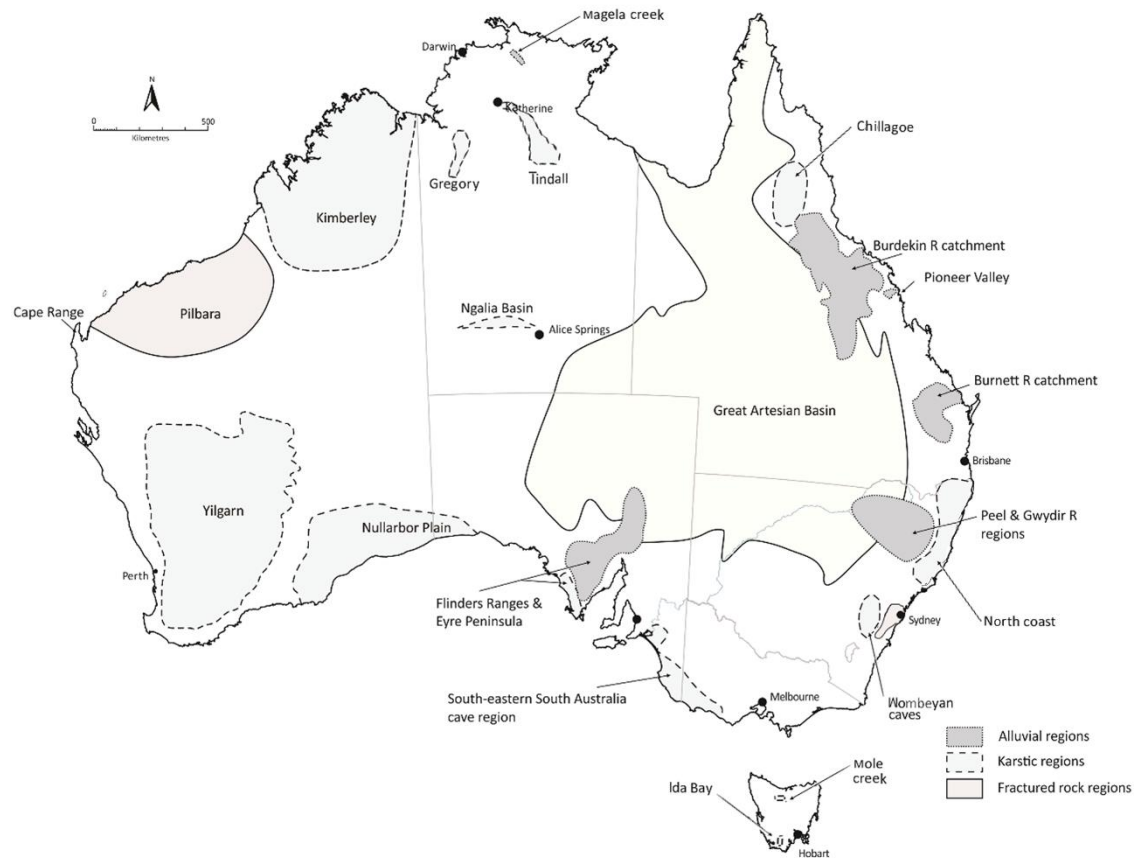 Magela creek
Darwin
N
Katherine
0 500
Kilometres
Chillagoe
Gregory
Tindall
Kimberley
Burdekin R catchment
Pioneer Valley
Ngalia Basin
Pilbara
Cape Range
Alice Springs
Burnett R catchment
Great Artesian Basin
Brisbane
Yilgarn
Nullarbor Plain
Peel & Gwydir R
regions
Perth
Flinders Ranges &
Eyre Peninsula
Sydney
North coast
South-eastern South Australia
cave region
Melbourne
Wombeyan
caves
Alluvial regions
Karstic regions
Fractured rock regions
Mole
creek
Ida Bay
Hobart